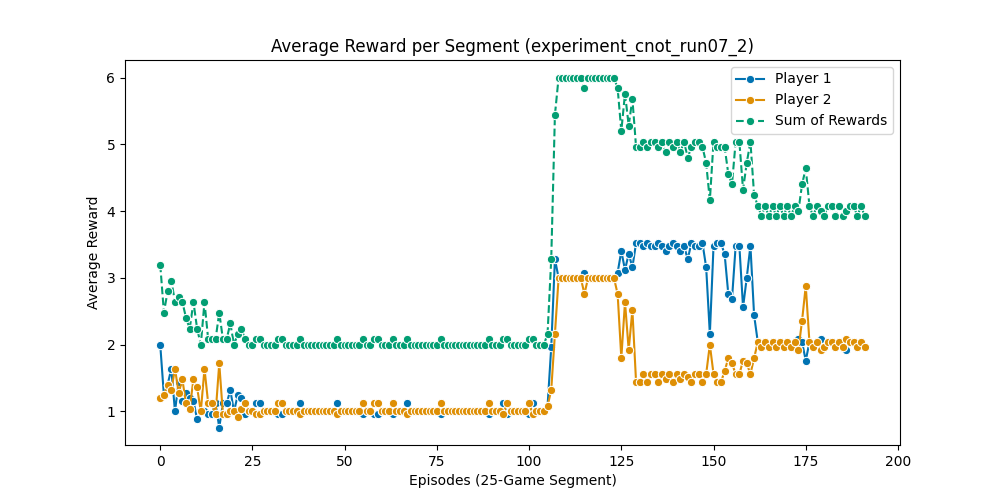 Average Reward per Segment (experiment_cnot_run07_2)
Player 1
Player 2
Sum of Rewards
Average Reward
6
5
4
3
2
1
0 25 50 75 100 125 150 175 200
Episodes (25-Game Segment)